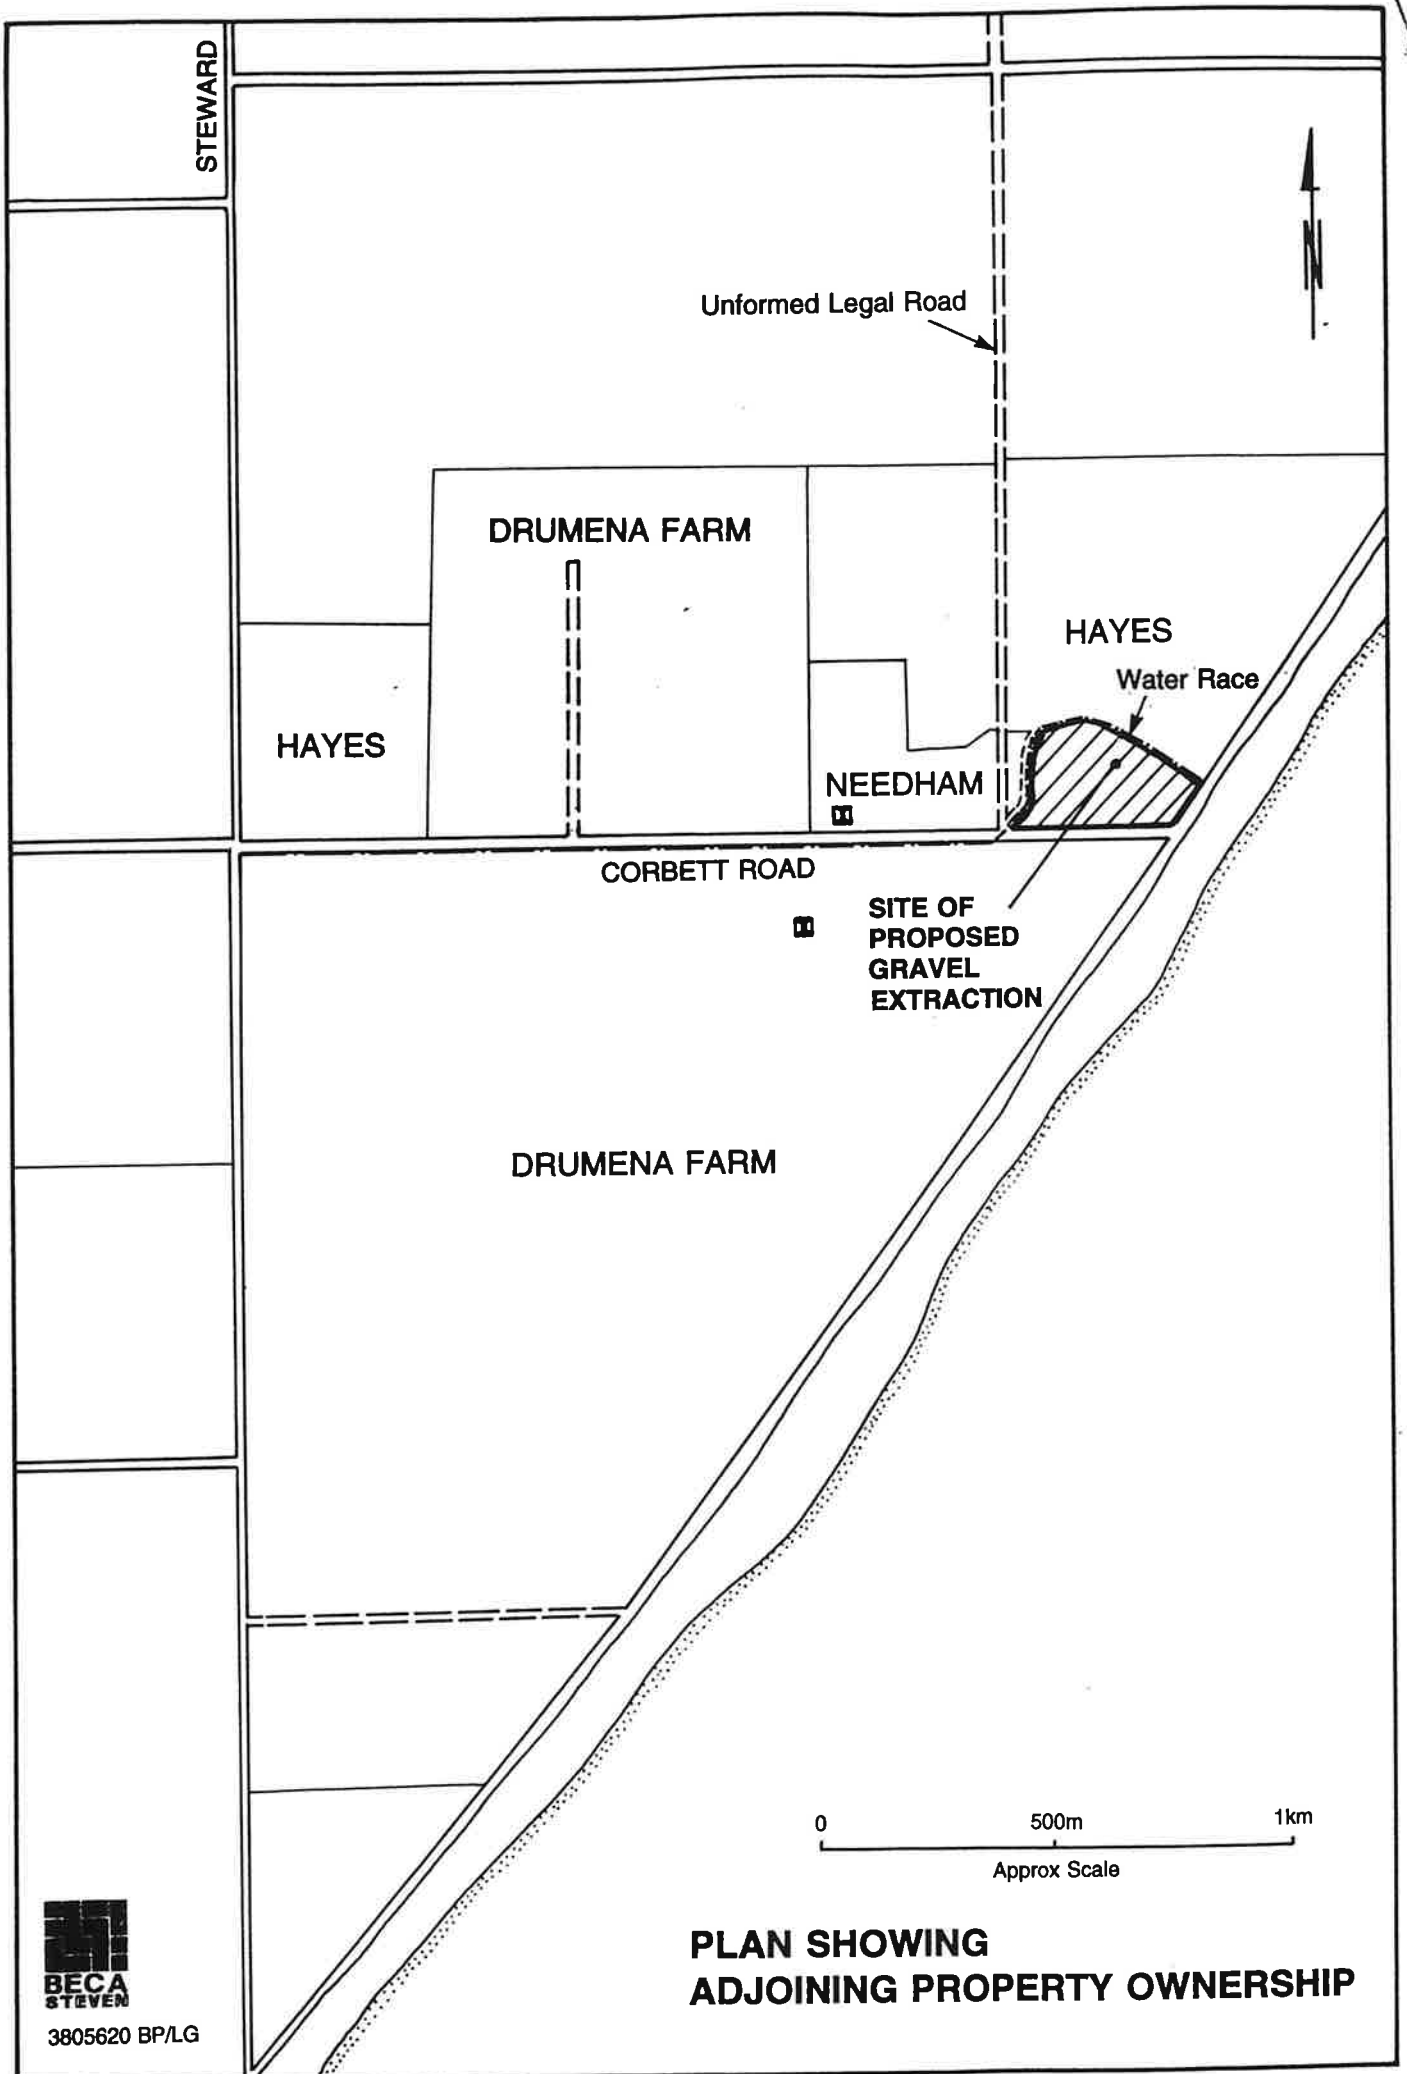 STEWARD
N
Unformed Legal Road
DRUMENA FARM
HAYES
Water Race
HAYES
NEEDHAM
CORBETT ROAD
SITE OF
PROPOSED
GRAVEL
EXTRACTION
DRUMENA FARM
0 500m 1km
Approx Scale
PLAN SHOWING
ADJOINING PROPERTY OWNERSHIP
BECA
STEVEN
3805620 BP/LG